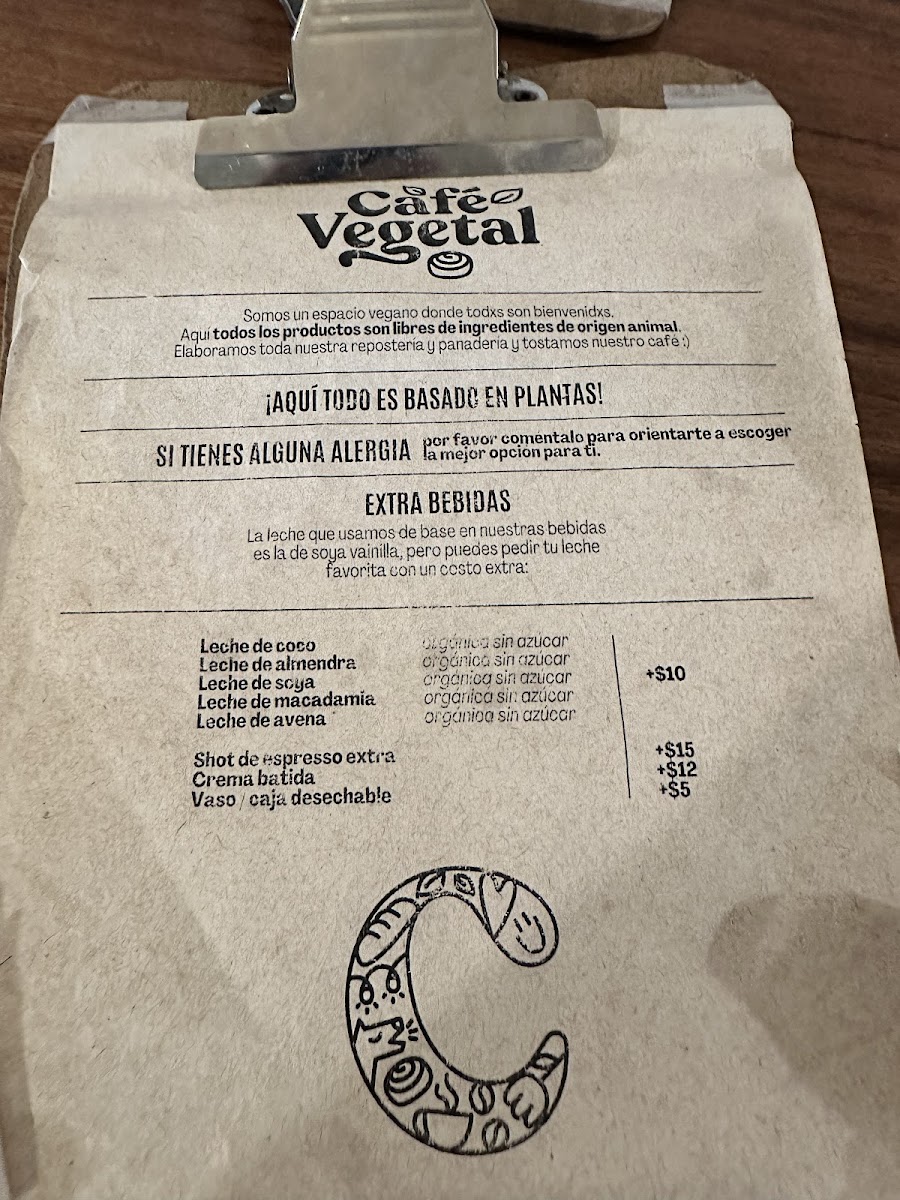 Café
Vegetal
Somos un espacio vegano donde todxs son bienvenidxs.
Aquí todos los productos son libres de ingredientes de origen animal.
Elaboramos toda nuestra repostería y panadería y tostamos nuestro café :)
¡AQUÍ TODO ES BASADO EN PLANTAS!
SI TIENES ALGUNA ALERGIA por favor comentalo para orientarte a escoger
la mejor opcion para ti.
EXTRA BEBIDAS
La leche que usamos de base en nuestras bebidas
es la de soya vainilla, pero puedes pedir tu leche
favorita con un costo extra:
Leche de coco orgánica sin azúcar
Leche de almendra orgánica sin azúcar
Leche de soya orgánica sin azúcar +$10
Leche de macadamia orgánica sin azúcar
Leche de avena orgánica sin azúcar
Shot de espresso extra +$15
Crema batida +$12
Vaso / caja desechable +$5
C